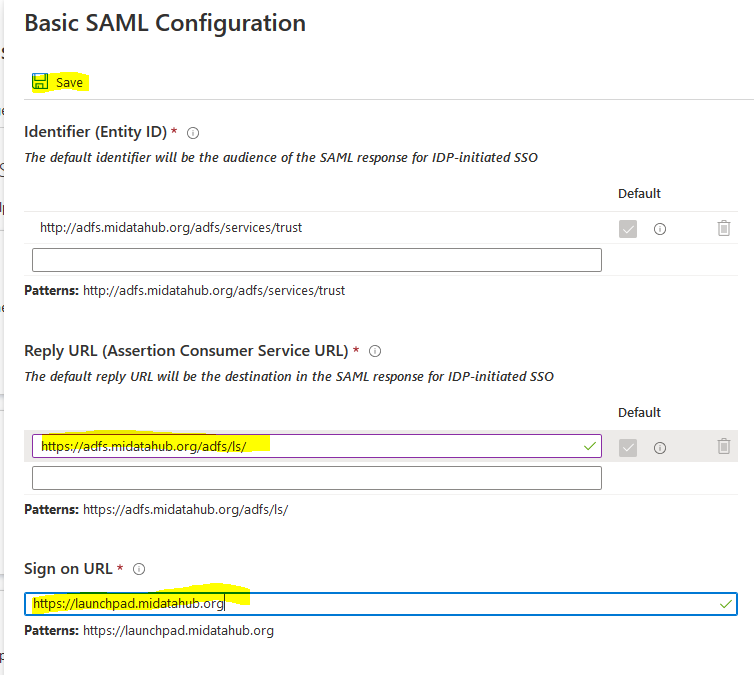 Basic SAML Configuration
Save
Identifier (Entity ID) *
The default identifier will be the audience of the SAML response for IDP-initiated SSO
Default
http://adfs.midatahub.org/adfs/services/trust
Patterns: http://adfs.midatahub.org/adfs/services/trust
Reply URL (Assertion Consumer Service URL) *
The default reply URL will be the destination in the SAML response for IDP-initiated SSO
Default
https://adfs.midatahub.org/adfs/ls/
Patterns: https://adfs.midatahub.org/adfs/ls/
Sign on URL *
https://launchpad.midatahub.org
Patterns: https://launchpad.midatahub.org